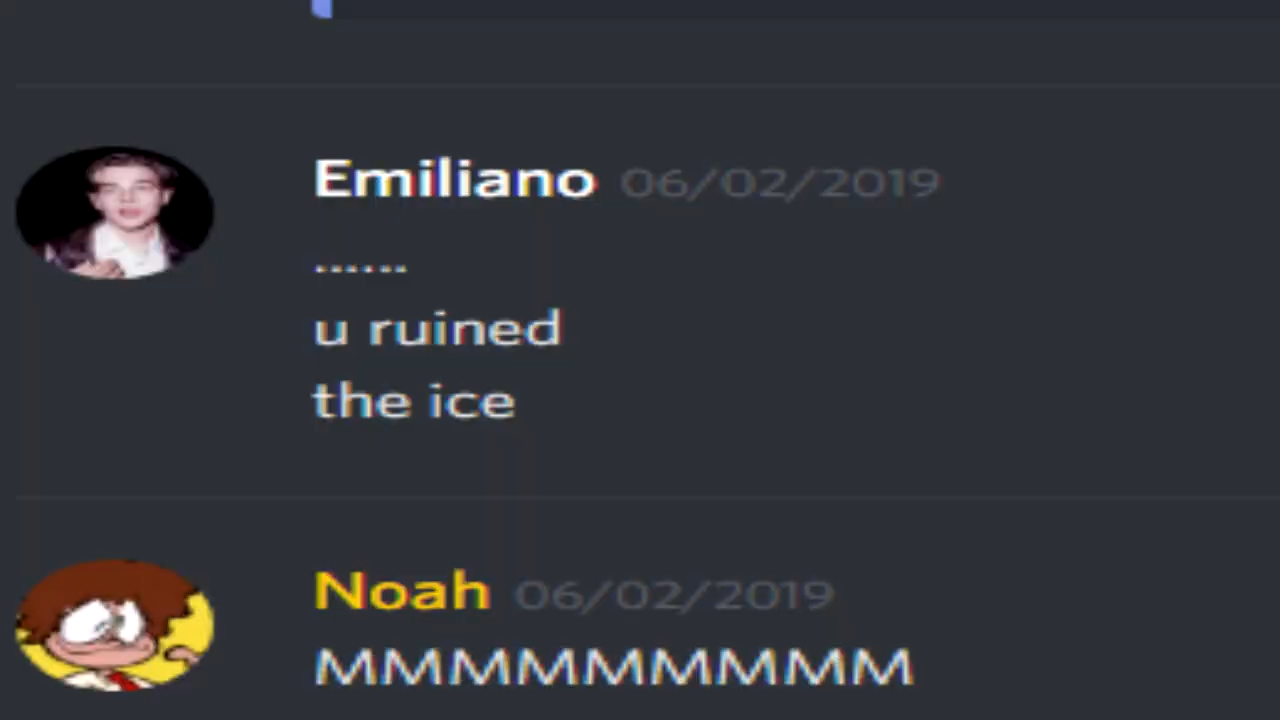 Emiliano 06/02/2019
......
u ruined
the ice
Noah 06/02/2019
MMMMMMMMM